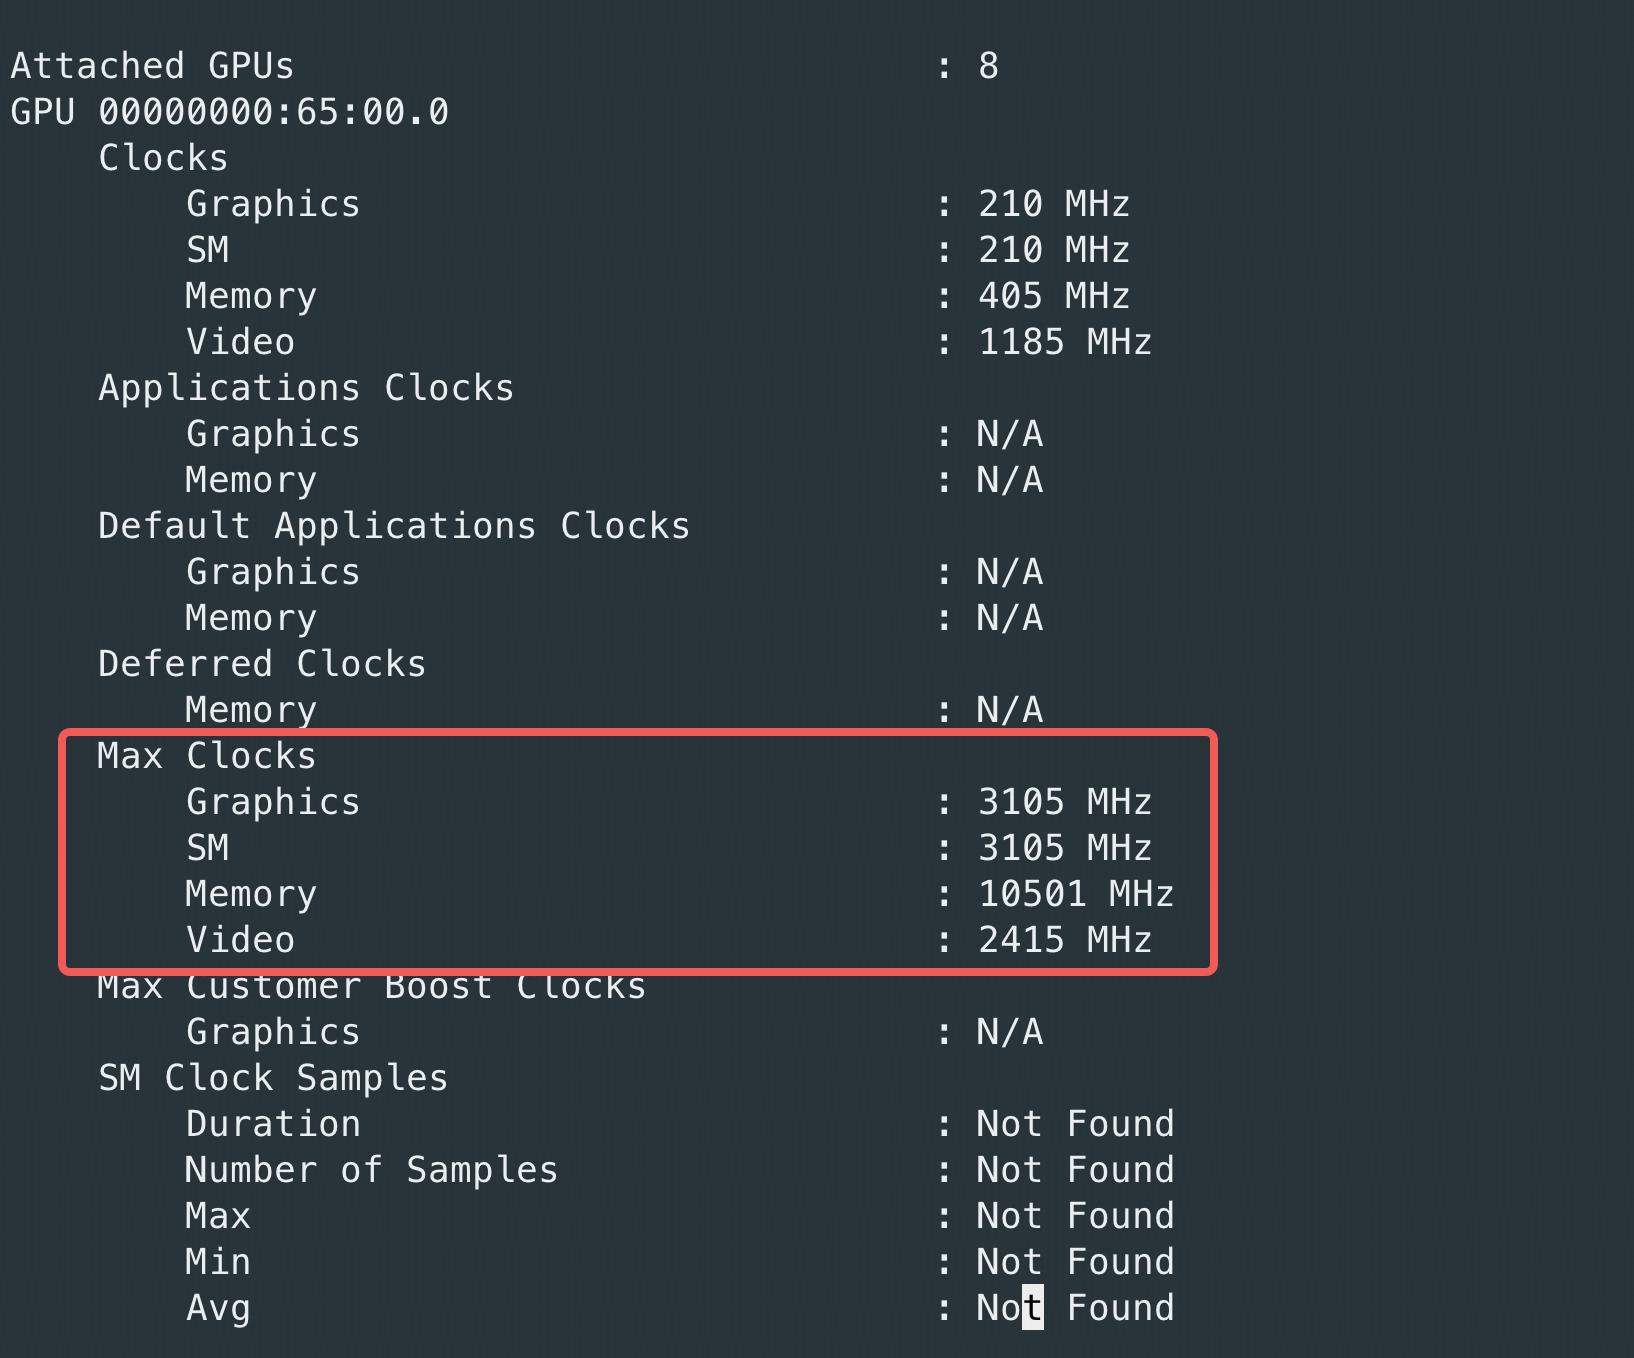 Attached GPUs : 8
GPU 00000000:65:00.0
Clocks
Graphics : 210 MHz
SM : 210 MHz
Memory : 405 MHz
Video : 1185 MHz
Applications Clocks
Graphics : N/A
Memory : N/A
Default Applications Clocks
Graphics : N/A
Memory : N/A
Deferred Clocks
Memory : N/A
Max Clocks
Graphics : 3105 MHz
SM : 3105 MHz
Memory : 10501 MHz
Video : 2415 MHz
Max Customer Boost Clocks
Graphics : N/A
SM Clock Samples
Duration : Not Found
Number of Samples : Not Found
Max : Not Found
Min : Not Found
Avg : Not Found